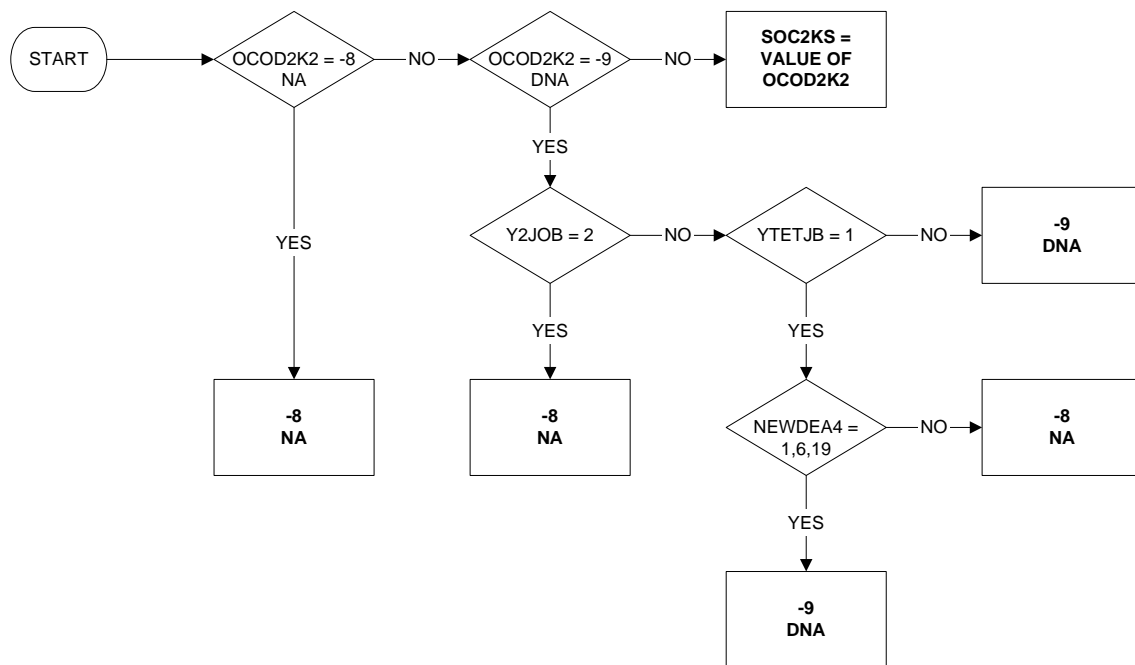 START
OCOD2K2 = -8
NA
NO
OCOD2K2 = -9
DNA
NO
SOC2KS =
VALUE OF
OCOD2K2
YES
YES
Y2JOB = 2
NO
YTETJB = 1
NO
-9
DNA
YES
YES
-8
NA
-8
NA
NEWDEA4 =
1,6,19
NO
-8
NA
YES
-9
DNA